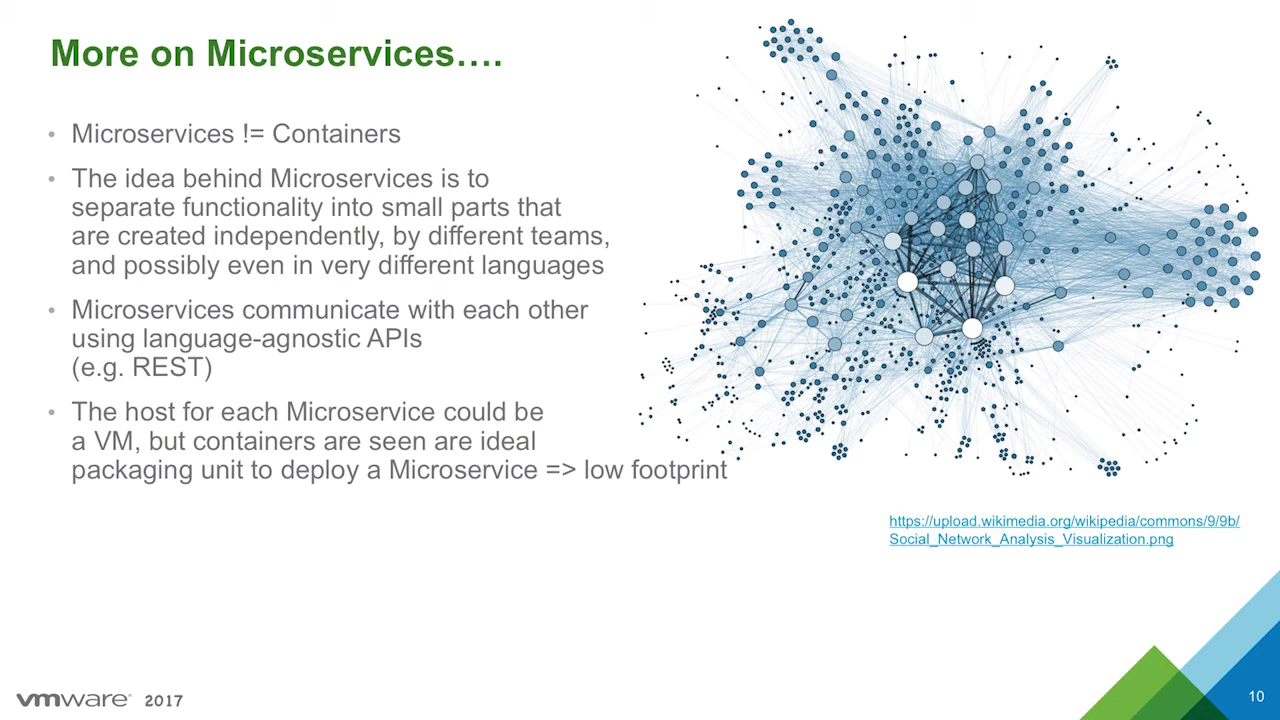 More on Microservices….
• Microservices != Containers
• The idea behind Microservices is to
separate functionality into small parts that
are created independently, by different teams,
and possibly even in very different languages
• Microservices communicate with each other
using language-agnostic APIs
(e.g. REST)
• The host for each Microservice could be
a VM, but containers are seen are ideal
packaging unit to deploy a Microservice => low footprint
https://upload.wikimedia.org/wikipedia/commons/9/9b/
Social_Network_Analysis_Visualization.png
vmware® 2017
10